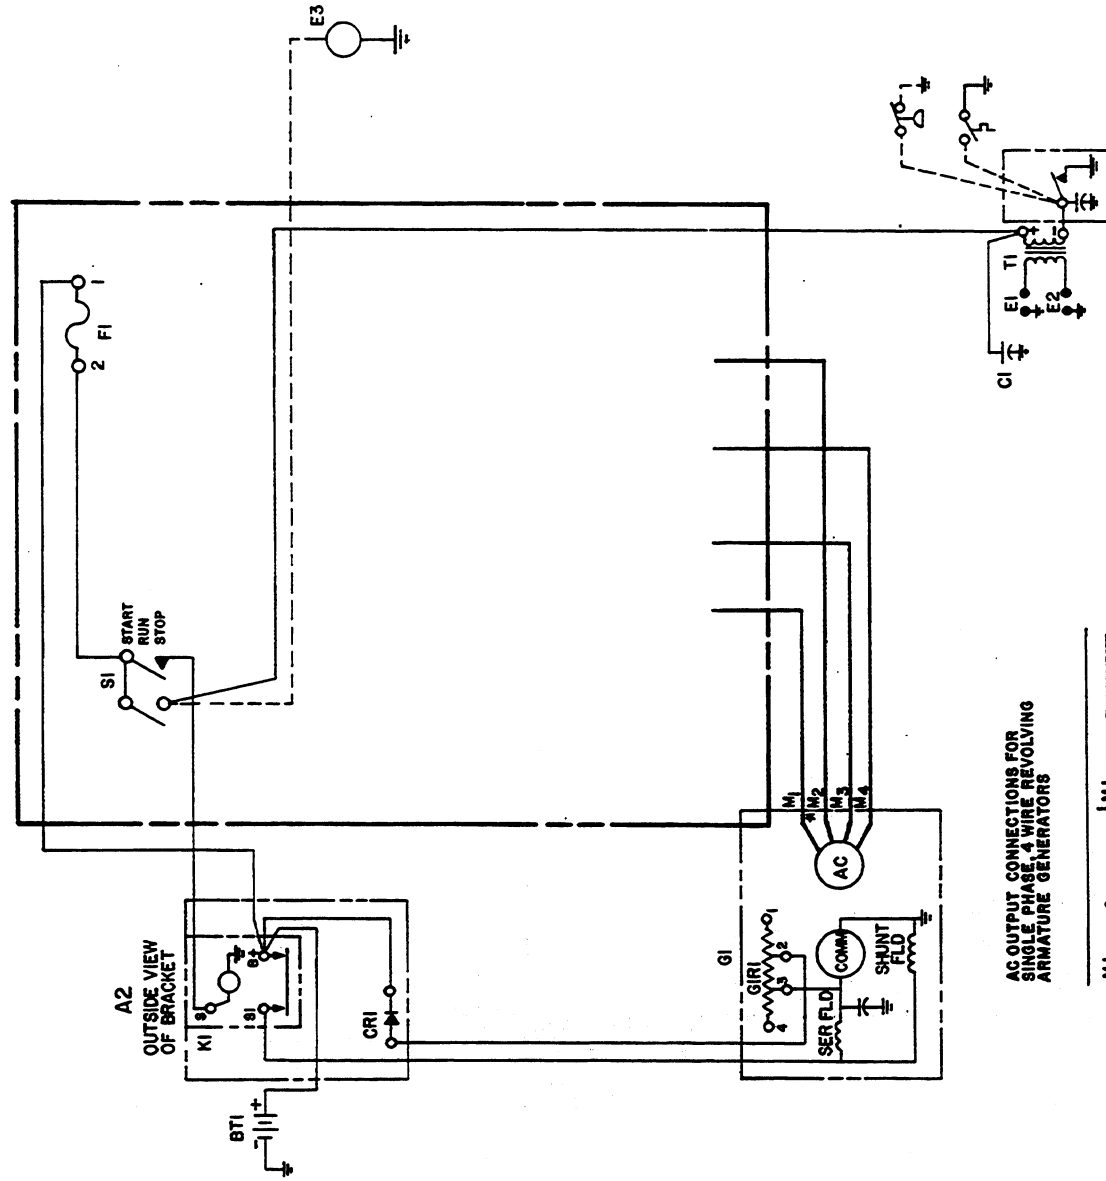 E3
1
F1
2
START
RUN
STOP
S1
+
-
T1
E1
E2
C1
A2
OUTSIDE VIEW
OF BRACKET
K1
S
B+
S1
CR1
BT1
+
-
M1
*M2
M3
M4
AC
G1
G1R1
1
2
3
4
COMM
SHUNT
FLD
SER FLD
AC OUTPUT CONNECTIONS FOR
SINGLE PHASE, 4 WIRE REVOLVING
ARMATURE GENERATORS